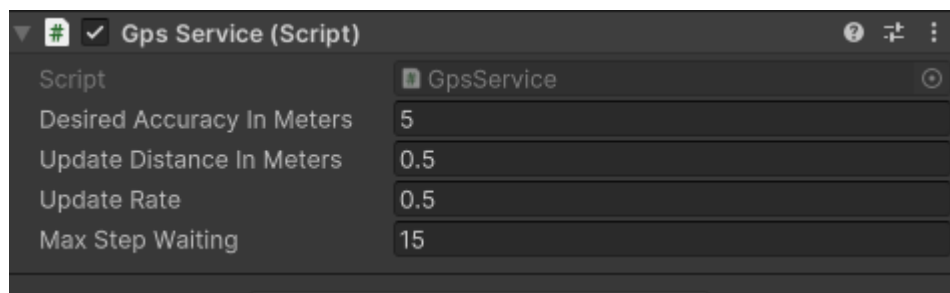 # Gps Service (Script)
Script # GpsService
Desired Accuracy In Meters 5
Update Distance In Meters 0.5
Update Rate 0.5
Max Step Waiting 15